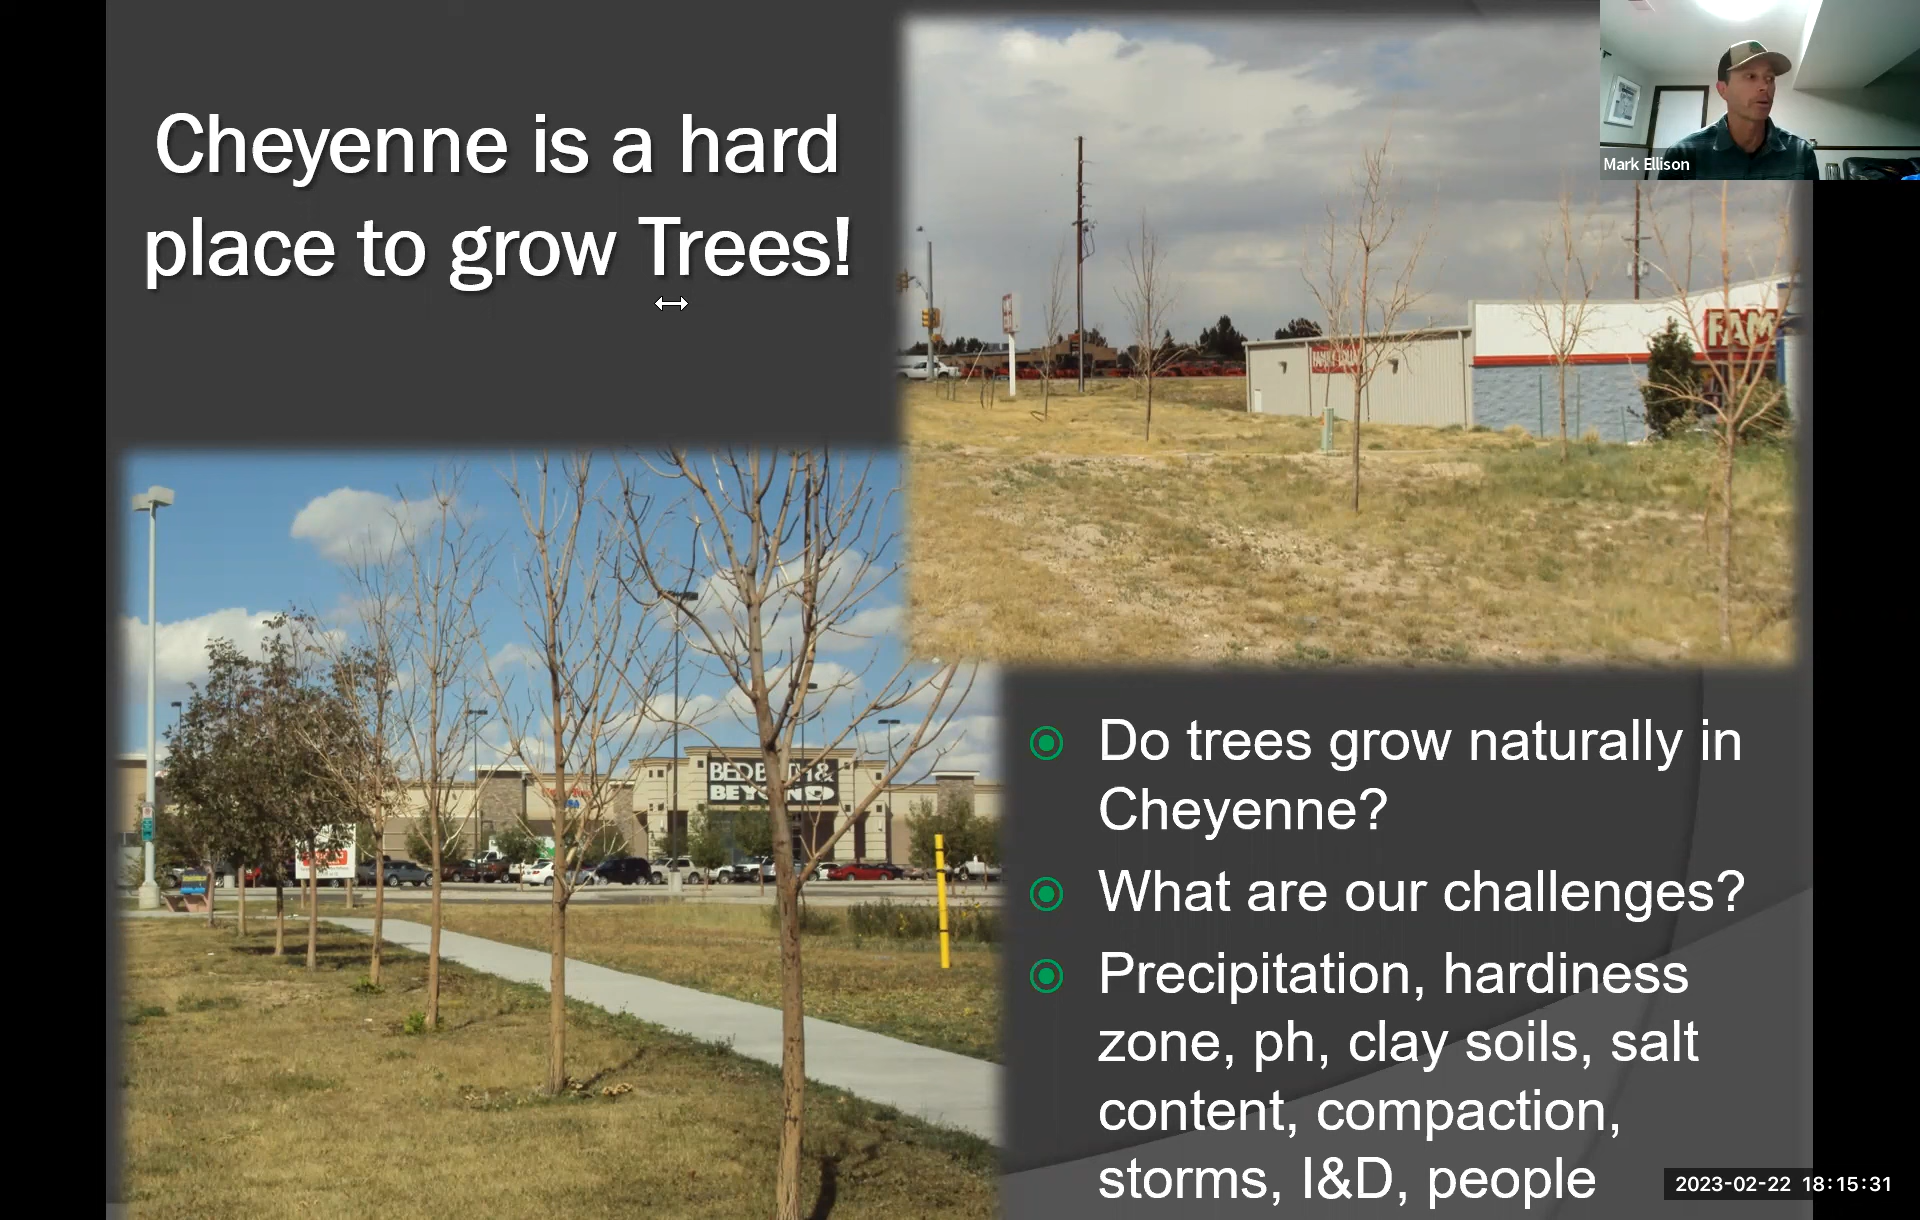 Cheyenne is a hard
place to grow Trees!
Mark Ellison
FAM
BED BATH &
BEYOND
Do trees grow naturally in
Cheyenne?
What are our challenges?
Precipitation, hardiness
zone, ph, clay soils, salt
content, compaction,
storms, I&D, people
2023-02-22 18:15:31